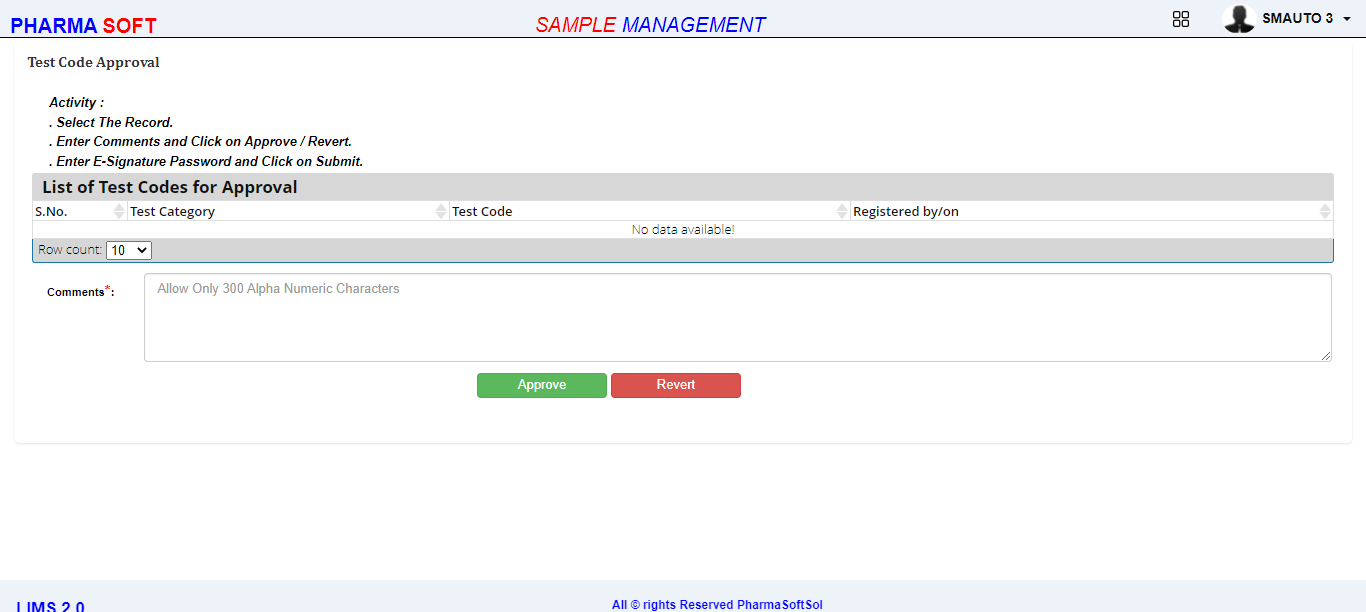 PHARMA SOFT
SAMPLE MANAGEMENT
SMAUTO 3
Test Code Approval
Activity :
. Select The Record.
. Enter Comments and Click on Approve / Revert.
. Enter E-Signature Password and Click on Submit.
List of Test Codes for Approval
S.No. Test Category Test Code Registered by/on
No data available!
Row count: 10
Comments*:
Allow Only 300 Alpha Numeric Characters
Approve Revert
LIMS 2.0
All © rights Reserved PharmaSoftSol